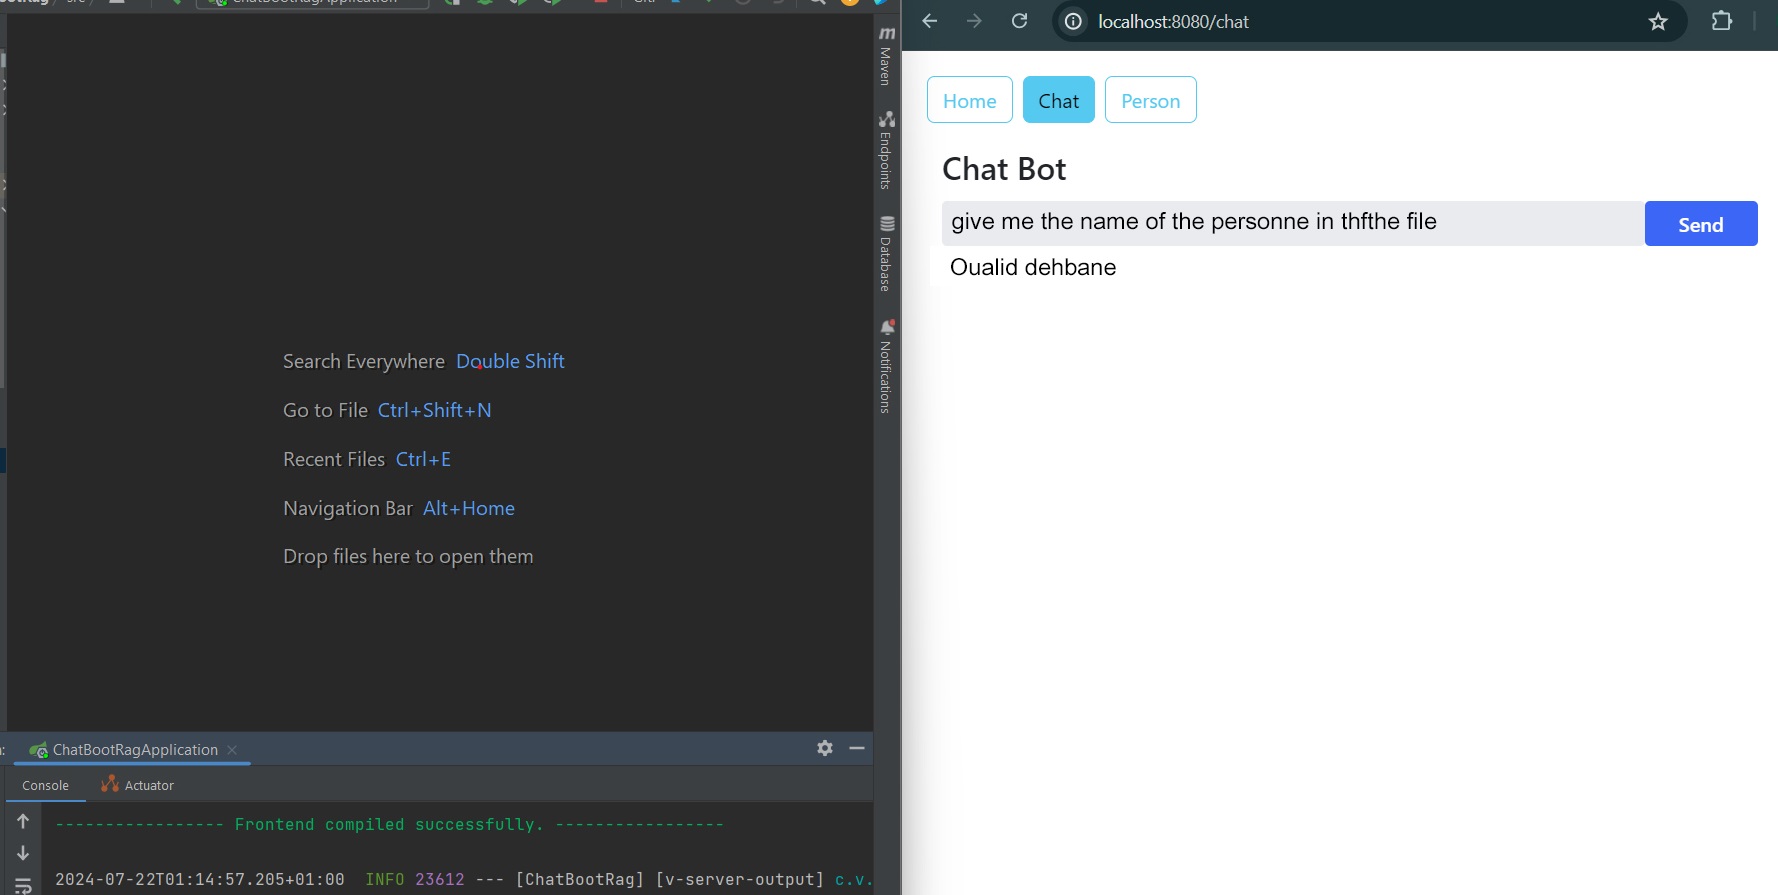 ChatBootRagApplication
localhost:8080/chat
Maven
Endpoints
Database
Notifications
Home
Chat
Person
Chat Bot
give me the name of the personne in thfthe file
Send
Oualid dehbane
Search Everywhere Double Shift
Go to File Ctrl+Shift+N
Recent Files Ctrl+E
Navigation Bar Alt+Home
Drop files here to open them
ChatBootRagApplication
Console
Actuator
----------------- Frontend compiled successfully. -----------------
2024-07-22T01:14:57.205+01:00 INFO 23612 --- [ChatBootRag] [v-server-output] c.v.